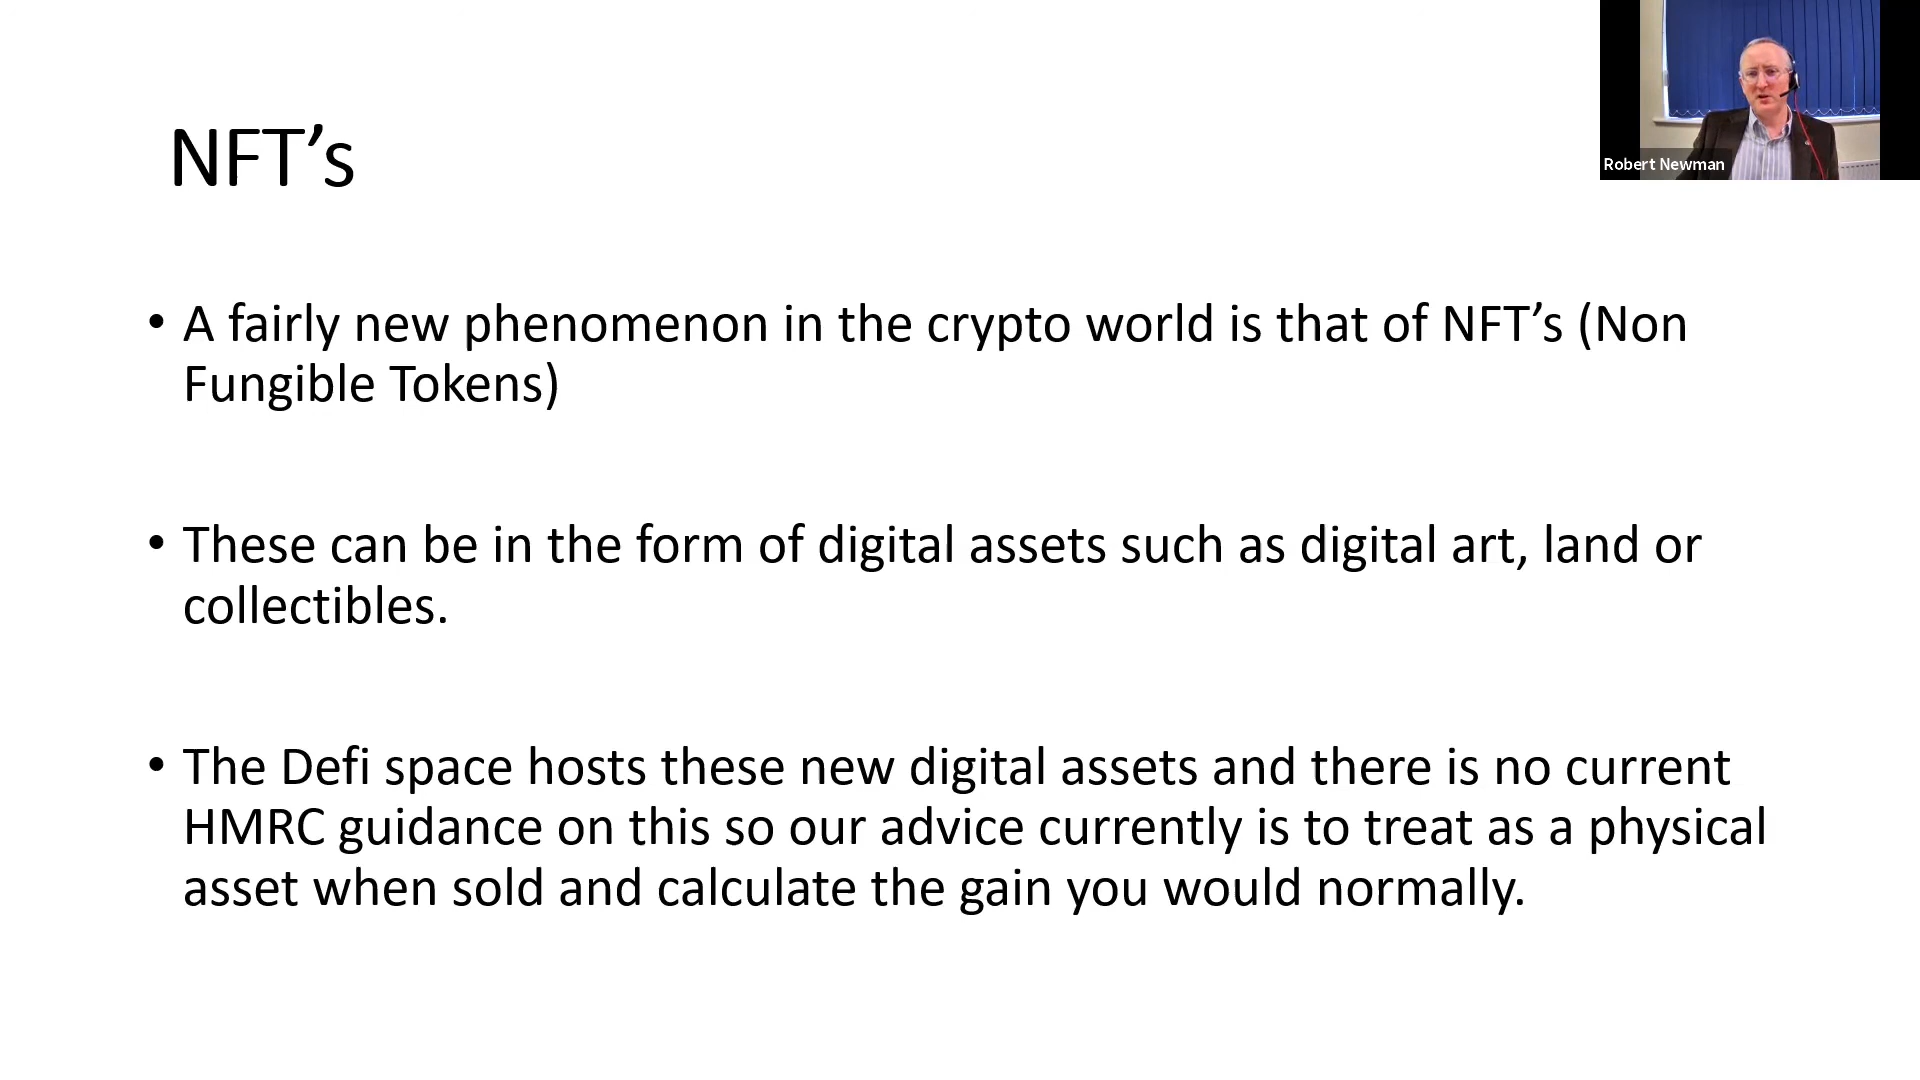 NFT’s
Robert Newman
• A fairly new phenomenon in the crypto world is that of NFT’s (Non
Fungible Tokens)
• These can be in the form of digital assets such as digital art, land or
collectibles.
• The Defi space hosts these new digital assets and there is no current
HMRC guidance on this so our advice currently is to treat as a physical
asset when sold and calculate the gain you would normally.